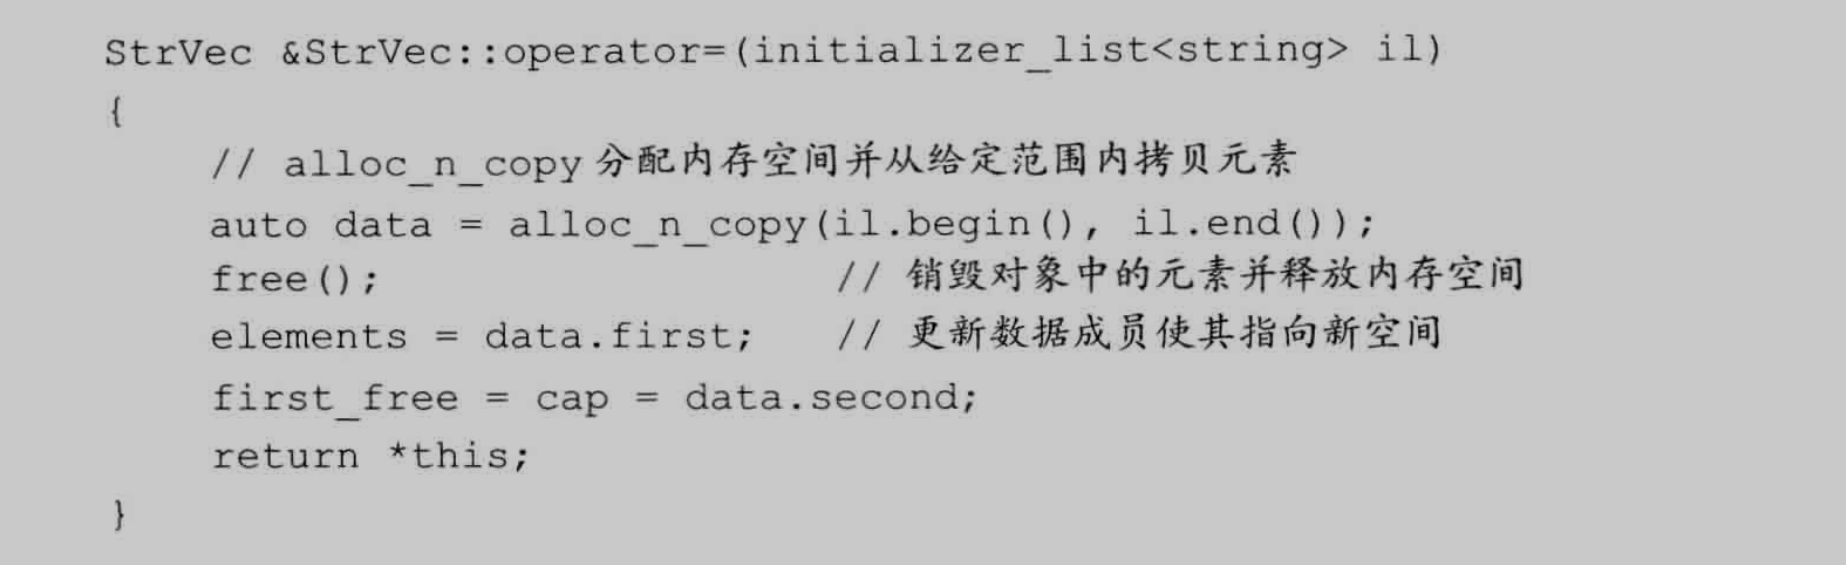 StrVec &StrVec::operator=(initializer_list<string> il)
{
// alloc_n_copy 分配内存空间并从给定范围内拷贝元素
auto data = alloc_n_copy(il.begin(), il.end());
free(); // 销毁对象中的元素并释放内存空间
elements = data.first; // 更新数据成员使其指向新空间
first_free = cap = data.second;
return *this;
}